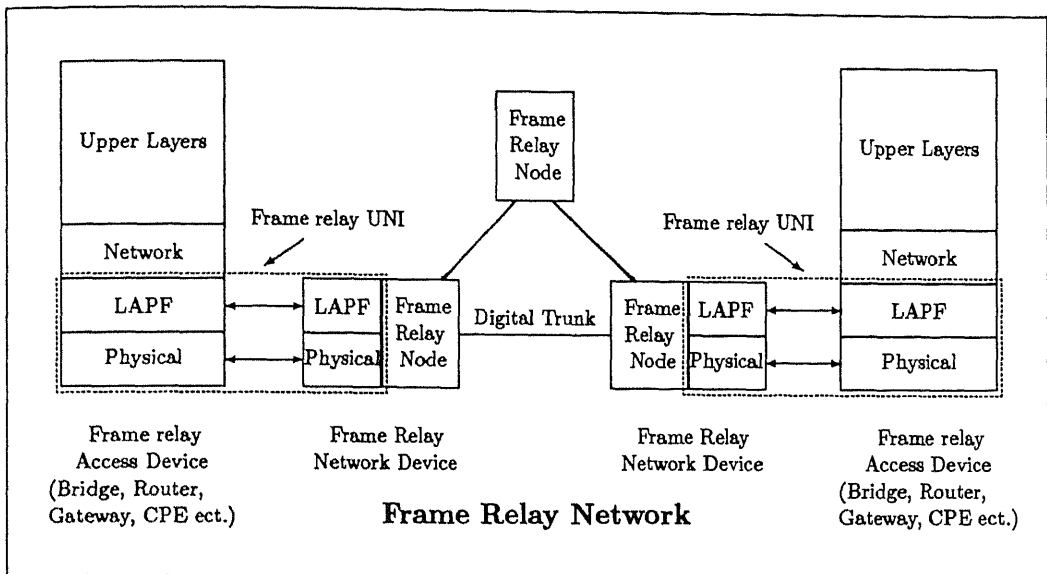 Upper Layers
Network
LAPF
Physical
Frame relay UNI
LAPF
Physical
Frame
Relay
Node
Frame
Relay
Node
Digital Trunk
Frame
Relay
Node
LAPF
Physical
Frame relay UNI
Upper Layers
Network
LAPF
Physical
Frame relay
Access Device
(Bridge, Router,
Gateway, CPE ect.)
Frame Relay
Network Device
Frame Relay
Network Device
Frame relay
Access Device
(Bridge, Router,
Gateway, CPE ect.)
Frame Relay Network